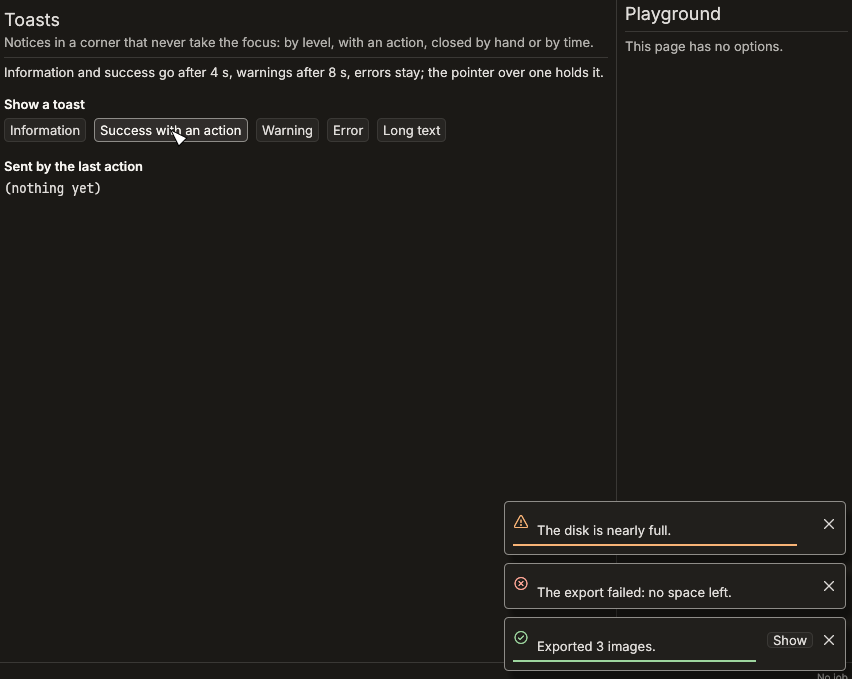 Toasts
Notices in a corner that never take the focus: by level, with an action, closed by hand or by time.
Information and success go after 4 s, warnings after 8 s, errors stay; the pointer over one holds it.
Show a toast
Information Success with an action Warning Error Long text
Sent by the last action
(nothing yet)
Playground
This page has no options.
The disk is nearly full.
The export failed: no space left.
Exported 3 images. Show
No job